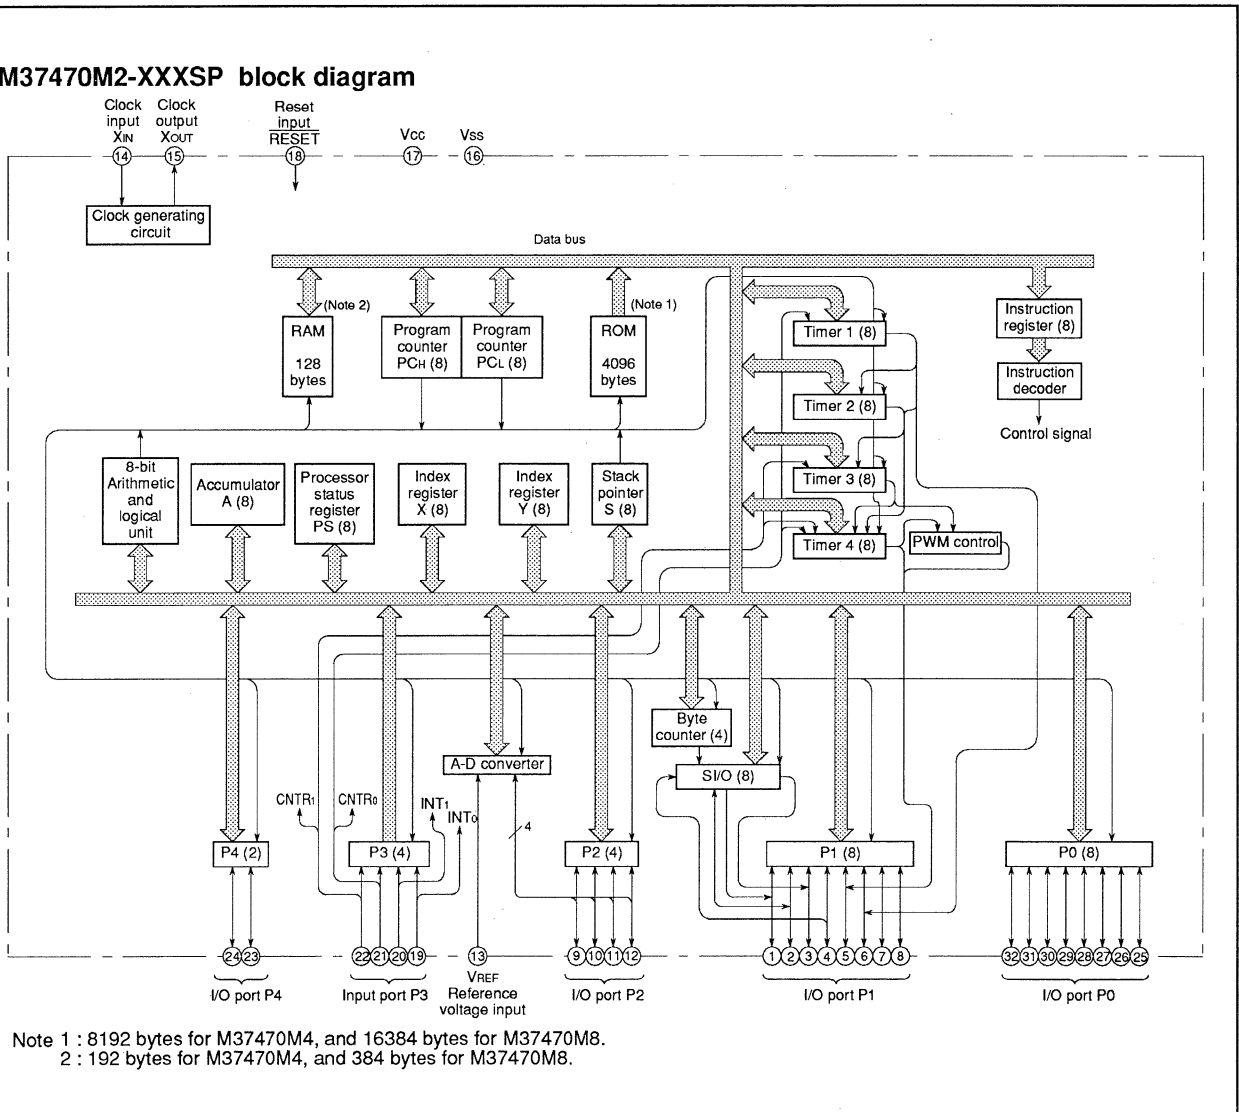 M37470M2-XXXSP block diagram
Clock
input
XIN
Clock
output
XOUT
Reset
input
RESET
Vcc
Vss
14
15
18
17
16
Clock generating
circuit
Data bus
(Note 2)
(Note 1)
RAM
128
bytes
Program
counter
PCH (8)
Program
counter
PCL (8)
ROM
4096
bytes
Timer 1 (8)
Timer 2 (8)
Timer 3 (8)
Timer 4 (8)
PWM control
Instruction
register (8)
Instruction
decoder
Control signal
8-bit
Arithmetic
and
logical
unit
Accumulator
A (8)
Processor
status
register
PS (8)
Index
register
X (8)
Index
register
Y (8)
Stack
pointer
S (8)
Byte
counter (4)
A-D converter
SI/O (8)
CNTR1
CNTR0
INT1
INT0
4
P4 (2)
P3 (4)
P2 (4)
P1 (8)
P0 (8)
24 23
22 21 20 19
13
9 10 11 12
1 2 3 4 5 6 7 8
32 31 30 29 28 27 26 25
I/O port P4
Input port P3
VREF
Reference
voltage input
I/O port P2
I/O port P1
I/O port P0
Note 1 : 8192 bytes for M37470M4, and 16384 bytes for M37470M8.
2 : 192 bytes for M37470M4, and 384 bytes for M37470M8.